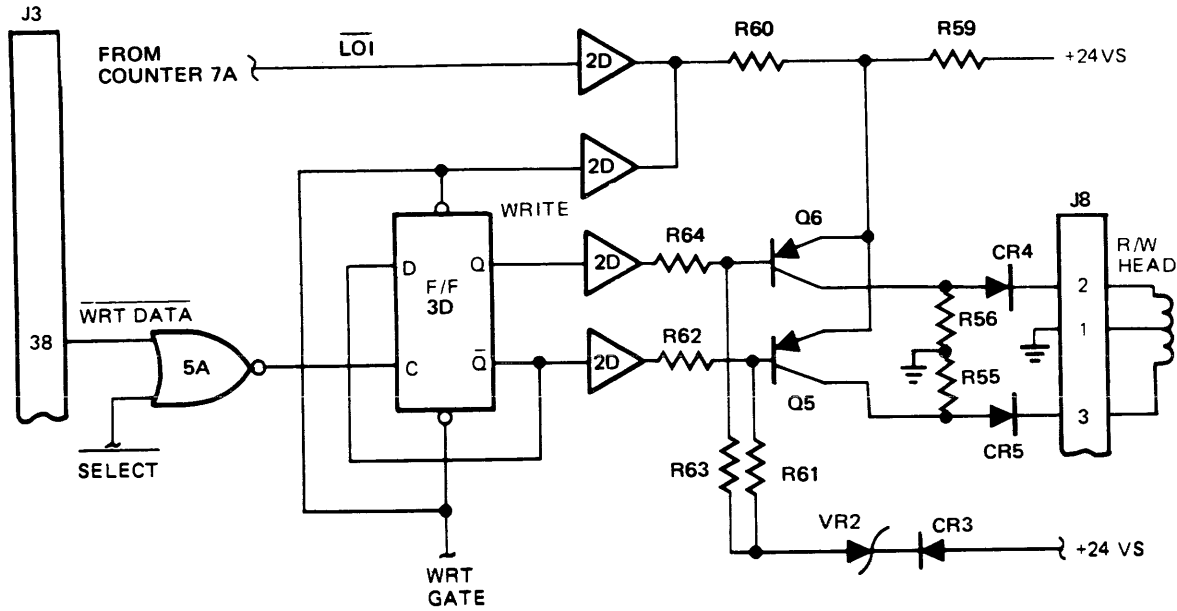 J3
FROM
COUNTER 7A
LOI
2D
R60
R59
+24VS
2D
WRITE
J8
Q6
R/W
HEAD
D
Q
F/F
3D
2D
R64
CR4
2
WRT DATA
R56
1
38
5A
C
Q
2D
R62
R55
Q5
3
SELECT
CR5
R63
R61
VR2
CR3
+24 VS
WRT
GATE